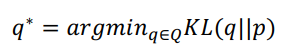 q* = argmin_{q∈Q}KL(q||p)